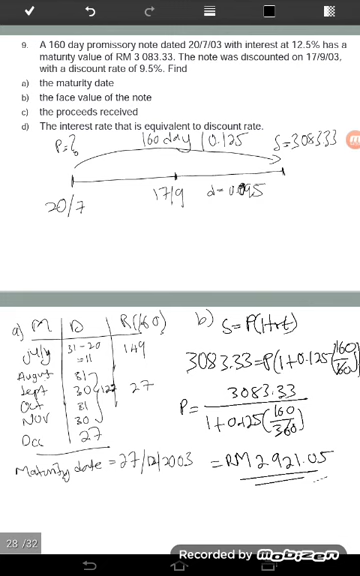 9. A 160 day promissory note dated 20/7/03 with interest at 12.5% has a
maturity value of RM 3 083.33. The note was discounted on 17/9/03,
with a discount rate of 9.5%. Find
a) the maturity date
b) the face value of the note
c) the proceeds received
d) The interest rate that is equivalent to discount rate.
P=? 160 day / 0.125 S=3083.33
20/7 17/9 d=0.095
a) M D R(160)
July 31-20
=11 149
August 31
Sept 30 122 27
Oct 31
Nov 30
Dec 27
Maturity date = 27/12/2003
b) S=P(1+rt)
3083.33=P(1+0.125(160/360)
P= 3083.33
1+0.125(160/360)
=RM 2921.05
28 /32
Recorded by mobizen